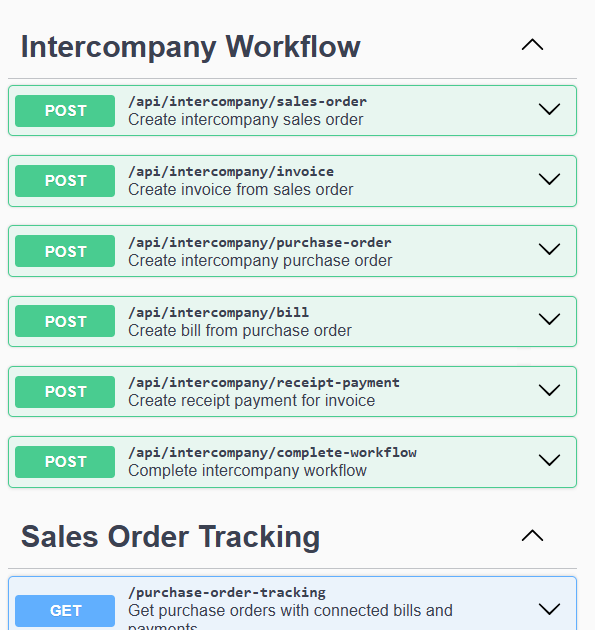 Intercompany Workflow
POST
/api/intercompany/sales-order
Create intercompany sales order
POST
/api/intercompany/invoice
Create invoice from sales order
POST
/api/intercompany/purchase-order
Create intercompany purchase order
POST
/api/intercompany/bill
Create bill from purchase order
POST
/api/intercompany/receipt-payment
Create receipt payment for invoice
POST
/api/intercompany/complete-workflow
Complete intercompany workflow
Sales Order Tracking
GET
/purchase-order-tracking
Get purchase orders with connected bills and
payments